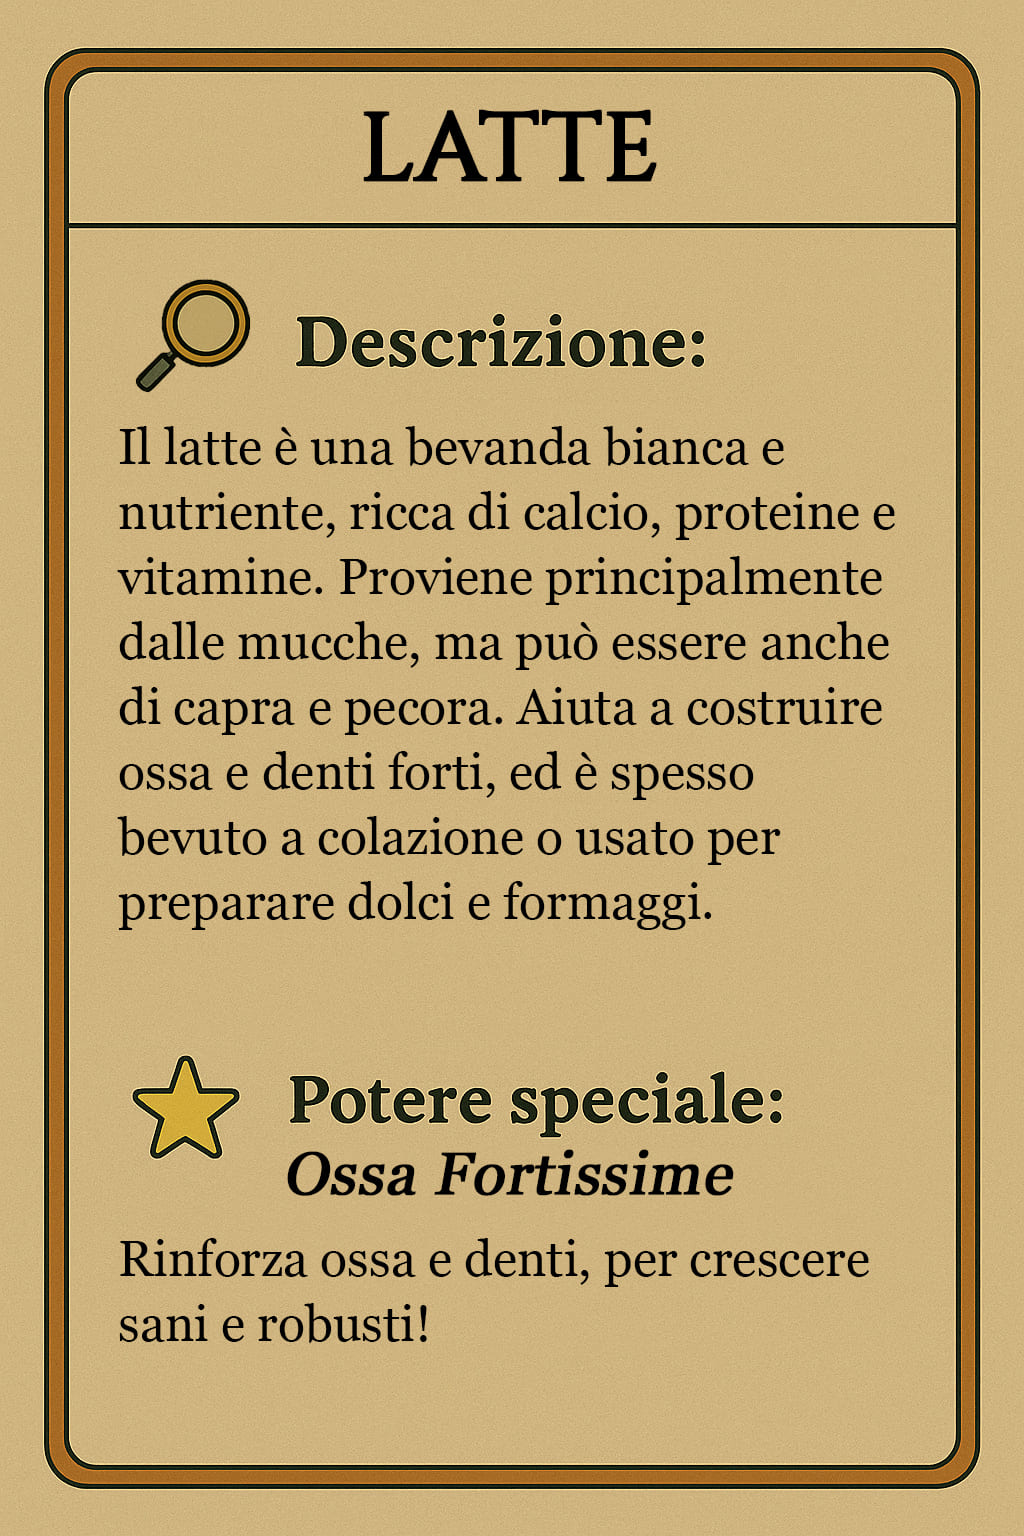 LATTE
Descrizione:
Il latte è una bevanda bianca e
nutriente, ricca di calcio, proteine e
vitamine. Proviene principalmente
dalle mucche, ma può essere anche
di capra e pecora. Aiuta a costruire
ossa e denti forti, ed è spesso
bevuto a colazione o usato per
preparare dolci e formaggi.
Potere speciale:
Ossa Fortissime
Rinforza ossa e denti, per crescere
sani e robusti!